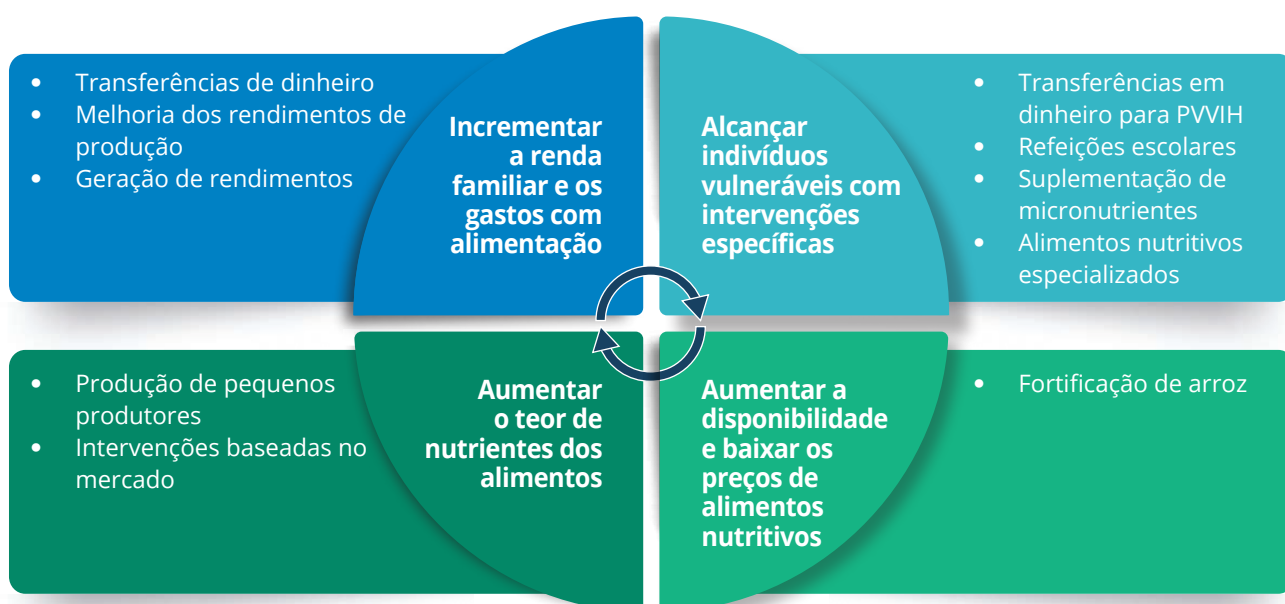 • Transferências de dinheiro
• Melhoria dos rendimentos de
produção
• Geração de rendimentos
Incrementar
a renda
familiar e os
gastos com
alimentação
Alcançar
indivíduos
vulneráveis com
intervenções
específicas
• Transferências em
dinheiro para PVVIH
• Refeições escolares
• Suplementação de
micronutrientes
• Alimentos nutritivos
especializados
• Produção de pequenos
produtores
• Intervenções baseadas no
mercado
Aumentar
o teor de
nutrientes dos
alimentos
Aumentar a
disponibilidade
e baixar os
preços de
alimentos
nutritivos
• Fortificação de arroz